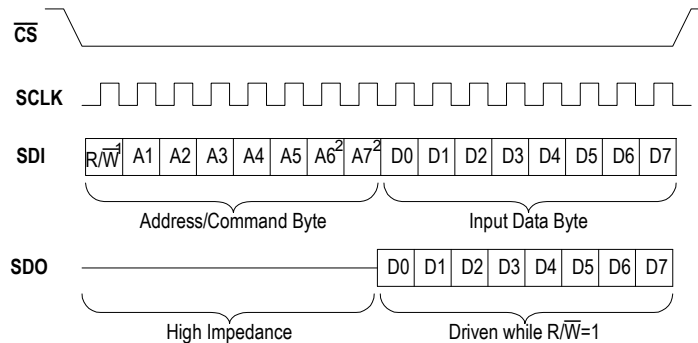 CS
SCLK
SDI R/W¹ A1 A2 A3 A4 A5 A6² A7² D0 D1 D2 D3 D4 D5 D6 D7
Address/Command Byte Input Data Byte
SDO D0 D1 D2 D3 D4 D5 D6 D7
High Impedance Driven while R/W=1